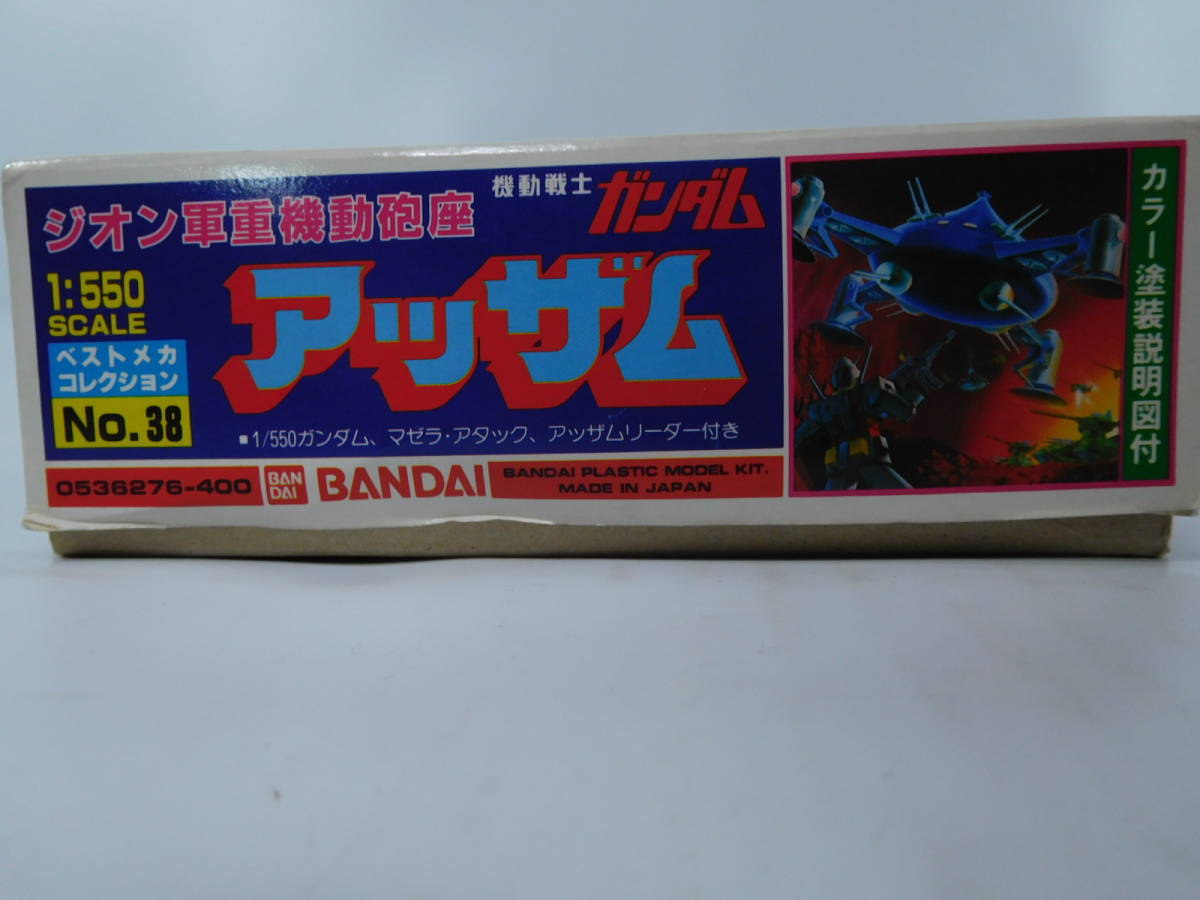 ジオン軍重機動砲座
機動戦士
ガンダム
1:550
SCALE
アッザム
ベストメカ
コレクション
No.38
■1/550ガンダム、マゼラ・アタック、アッザムリーダー付き
0536276-400
BAN
DAI
BANDAI
BANDAI PLASTIC MODEL KIT.
MADE IN JAPAN
カラー塗装説明図付